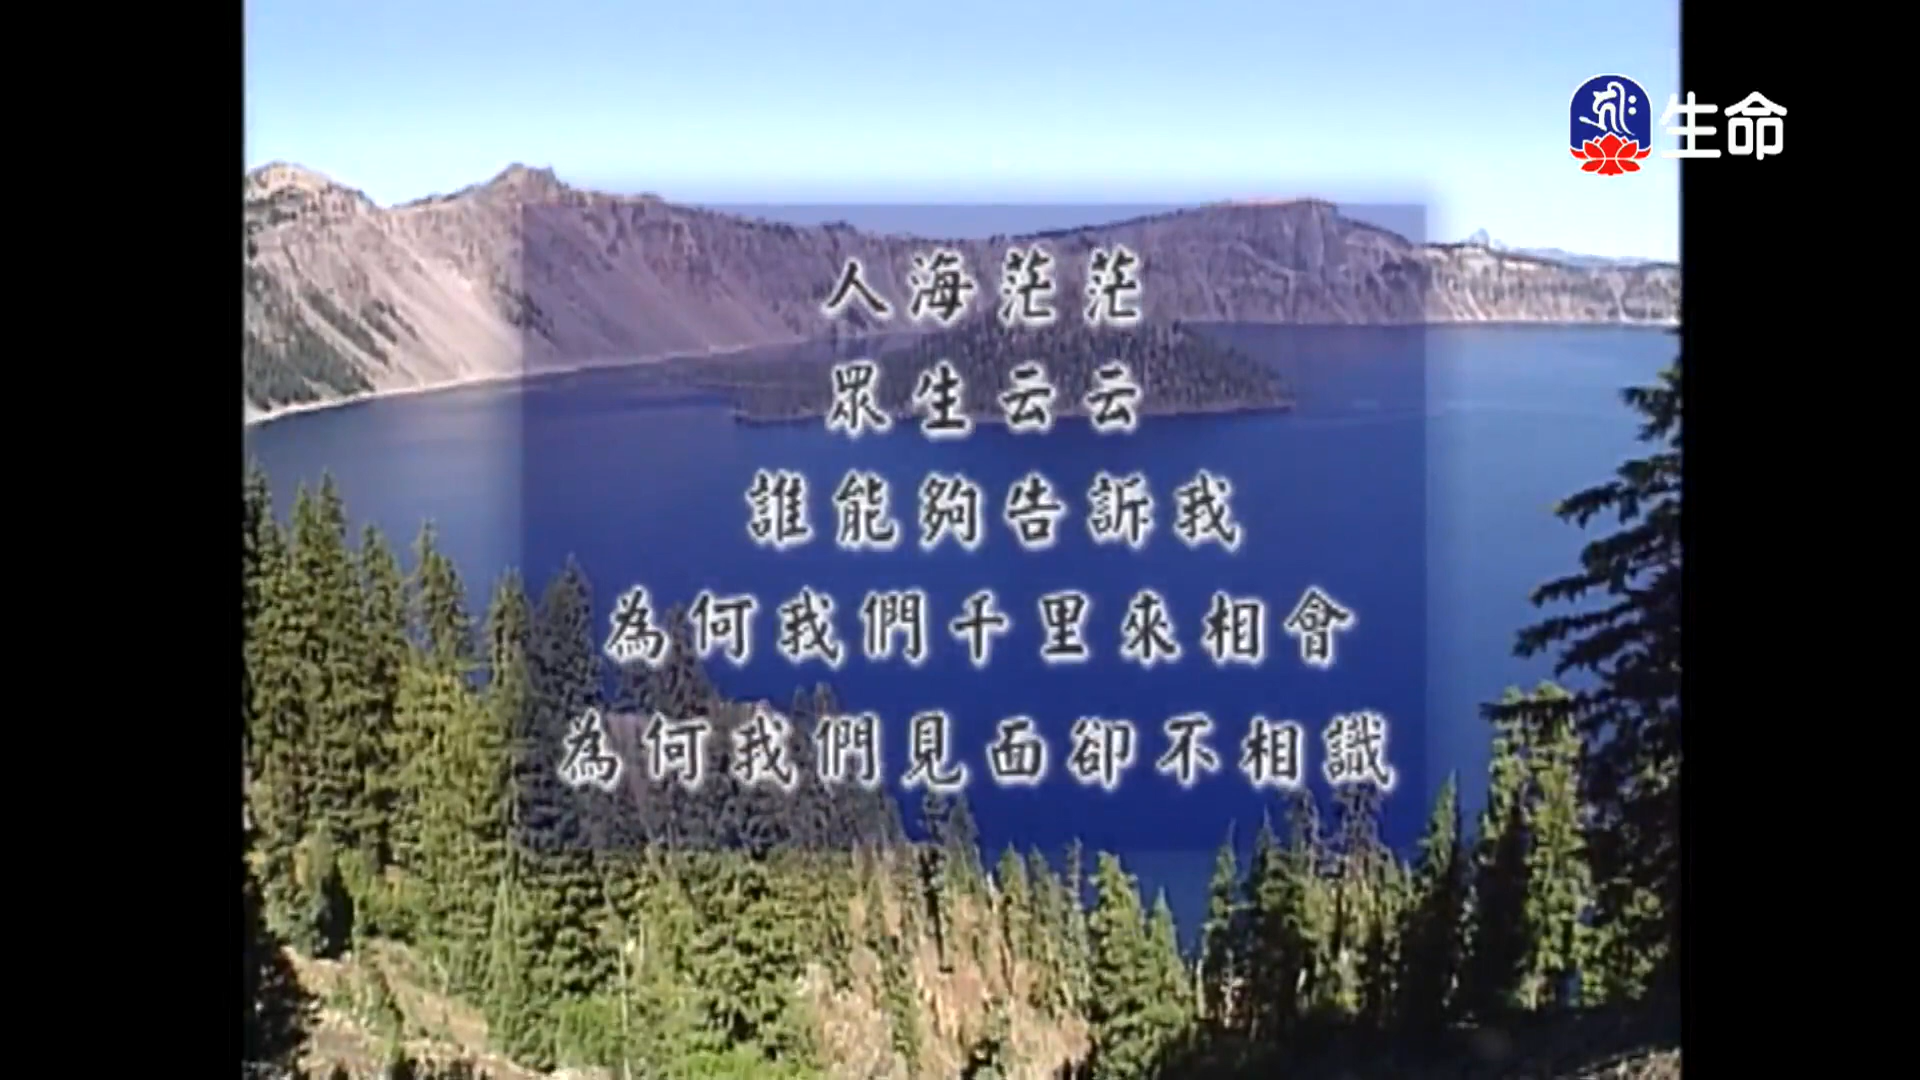 生命
人海茫茫
眾生云云
誰能夠告訴我
為何我們千里來相會
為何我們見面卻不相識